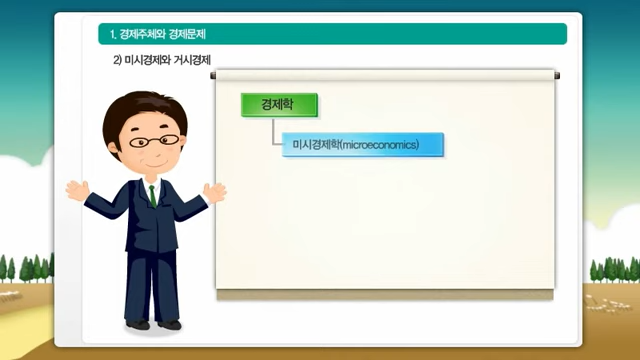 1. 경제주체와 경제문제
2) 미시경제와 거시경제
경제학
미시경제학(microeconomics)